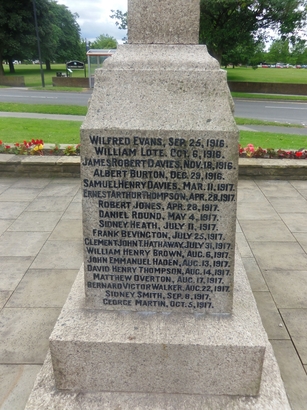 WILFRED EVANS, SEP. 25, 1916.
WILLIAM LOTE, OCT. 6, 1916.
JAMES ROBERT DAVIES, NOV. 18, 1916.
ALBERT BURTON, DEC. 29, 1916.
SAMUEL HENRY DAVIES, MAR. 11, 1917.
ERNEST ARTHUR THOMPSON, APR. 28, 1917.
ROBERT JONES, APR. 28, 1917.
DANIEL ROUND, MAY 4, 1917.
SIDNEY HEATH, JULY 11, 1917.
FRANK BEVINGTON, JULY 25, 1917.
CLEMENT JOHN T. HATHAWAY, JULY 31, 1917.
WILLIAM HENRY BROWN, AUG. 6, 1917.
JOHN EMMANUEL HADEN, AUG. 13, 1917.
DAVID HENRY THOMPSON, AUG. 14, 1917.
MATTHEW OVERTON, AUG. 17, 1917.
BERNARD VICTOR WALKER, AUG. 22, 1917.
SIDNEY SMITH, SEP. 8, 1917.
GEORGE MARTIN, OCT. 5, 1917.